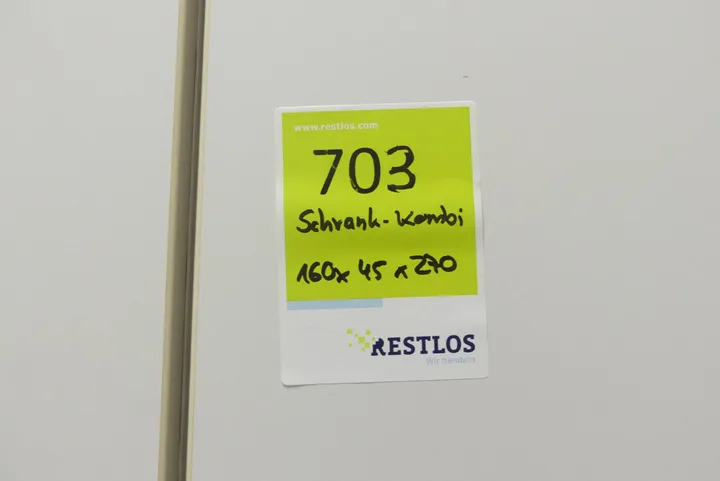 www.restlos.com
703
Schrank-Kombi
160x 45 x 270
RESTLOS
Wir handeln